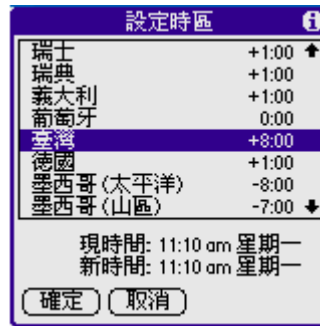 設定時區 i
瑞士 +1:00
瑞典 +1:00
義大利 +1:00
葡萄牙 0:00
臺灣 +8:00
德國 +1:00
墨西哥(太平洋) -8:00
墨西哥(山區) -7:00
現時間: 11:10 am 星期一
新時間: 11:10 am 星期一
確定 取消